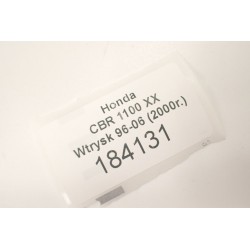 Honda
CBR 1100 XX
Wtrysk 96-06 (2000r.)
184131